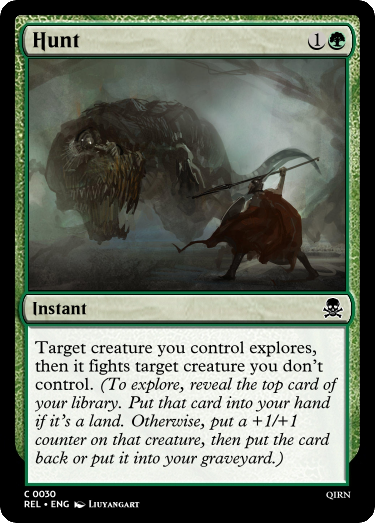 Hunt 1
Instant
Target creature you control explores,
then it fights target creature you don't
control. (To explore, reveal the top card of
your library. Put that card into your hand
if it's a land. Otherwise, put a +1/+1
counter on that creature, then put the card
back or put it into your graveyard.)
C 0030
REL • ENG LIUYANGART
QIRN